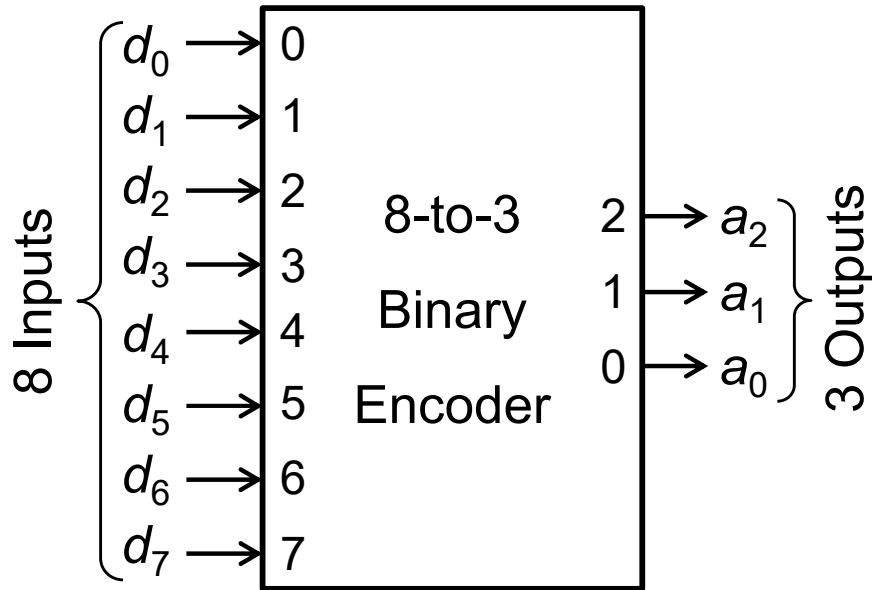 8 Inputs
d0
d1
d2
d3
d4
d5
d6
d7
0
1
2
3
4
5
6
7
8-to-3
Binary
Encoder
2
1
0
a2
a1
a0
3 Outputs